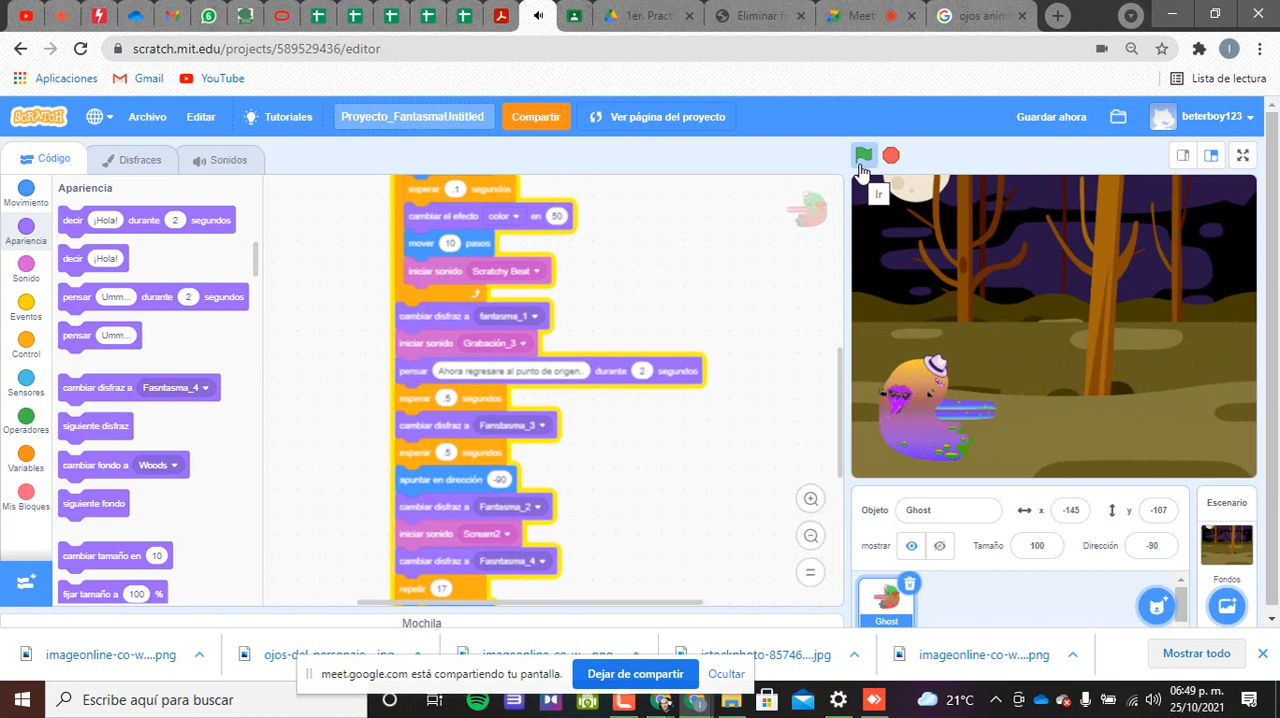 1er. Pract
Eliminar fo
Meet
ojos anim
scratch.mit.edu/projects/589529436/editor
I
Aplicaciones
Gmail
YouTube
Lista de lectura
SCRATCH
Archivo
Editar
Tutoriales
Proyecto_FantasmaUntitled
Compartir
Ver página del proyecto
Guardar ahora
beterboy123
Código
Disfraces
Sonidos
Movimiento
Apariencia
Sonido
Eventos
Control
Sensores
Operadores
Variables
Mis Bloques
Apariencia
decir ¡Hola! durante 2 segundos
decir ¡Hola!
pensar Umm... durante 2 segundos
pensar Umm...
cambiar disfraz a Fasntasma_4
siguiente disfraz
cambiar fondo a Woods
siguiente fondo
cambiar tamaño en 10
fijar tamaño a 100 %
esperar .1 segundos
cambiar el efecto color en 50
mover 10 pasos
iniciar sonido Scratchy Beat
cambiar disfraz a fantasma_1
iniciar sonido Grabación_3
pensar Ahora regresare al punto de origen.. durante 2 segundos
esperar .5 segundos
cambiar disfraz a Fanstasma_3
esperar .5 segundos
apuntar en dirección -90
cambiar disfraz a Fantasma_2
iniciar sonido Scream2
cambiar disfraz a Fasntasma_4
repetir 17
Ir
Objeto Ghost x -145 y -107
mostrar Tamaño 100 Dirección -90
Ghost
Escenario
Fondos
Mochila
imageonline-co-w....png
ojos-del-personaje
imageonline-co-w....png
istockphoto-85746....jpg
imageonline-co-w....png
Mostrar todo
meet.google.com está compartiendo tu pantalla.
Dejar de compartir
Ocultar
Escribe aquí para buscar
21°C
06:49 p. m.
25/10/2021